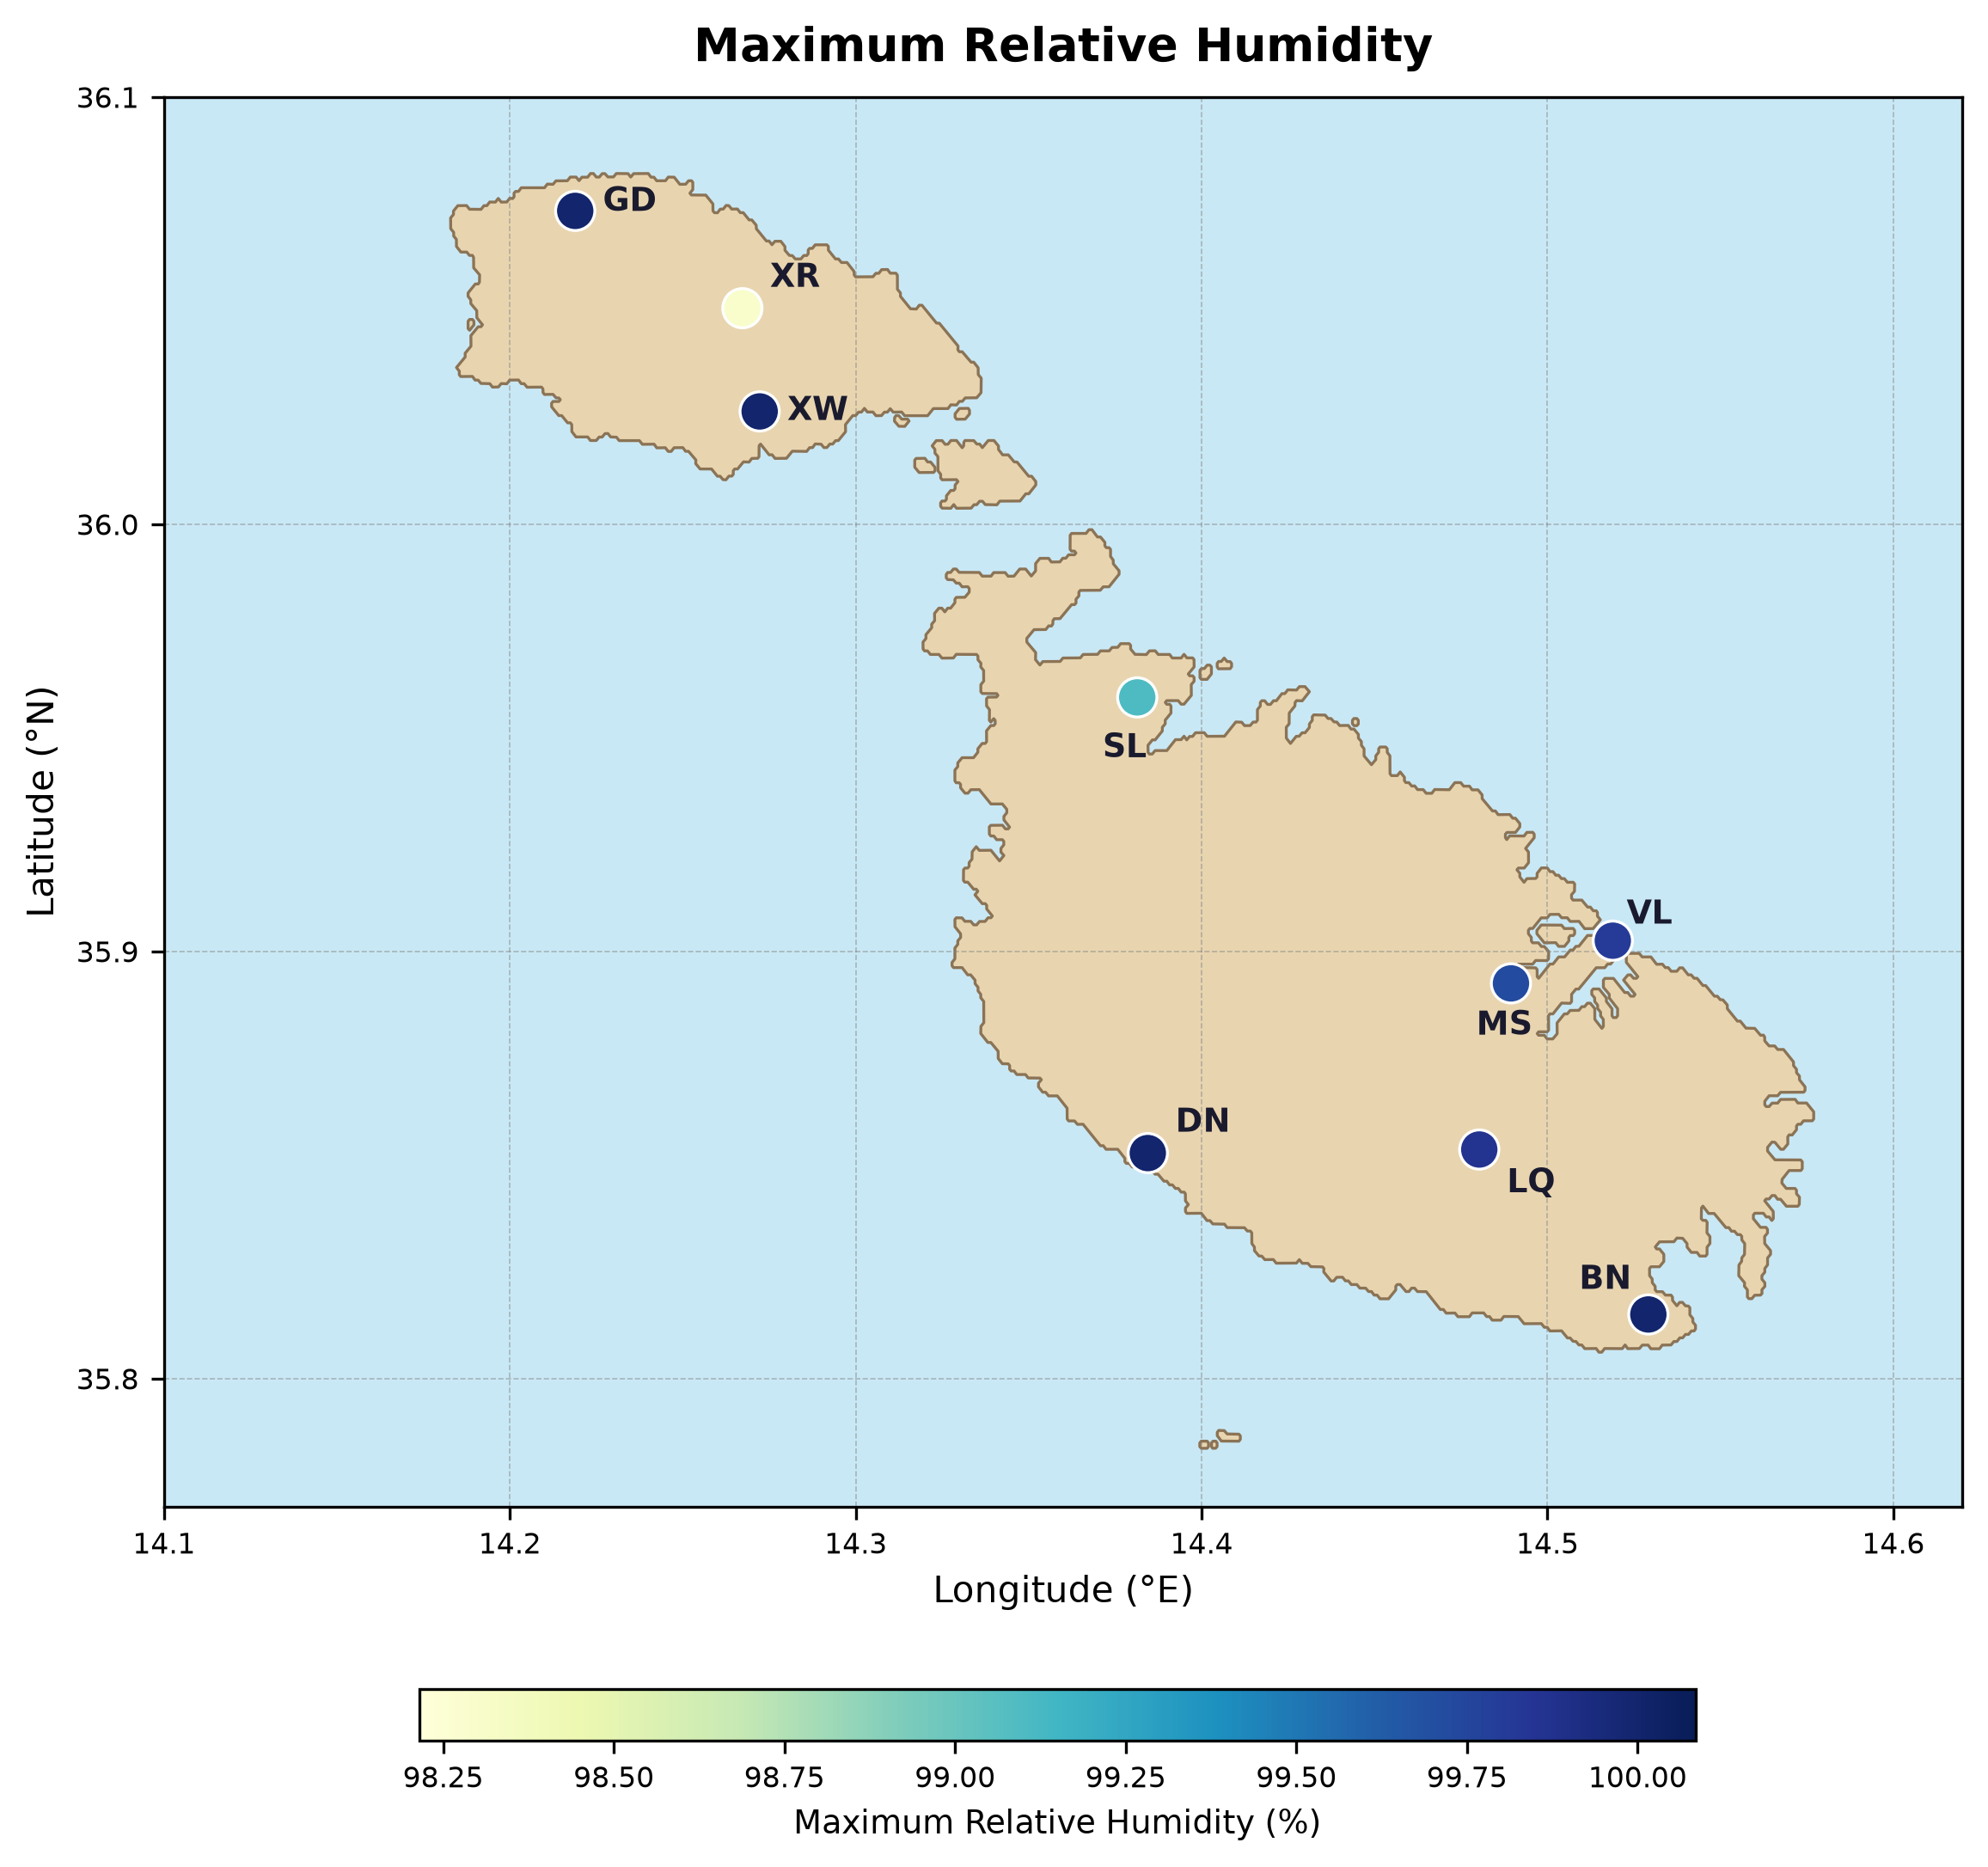 Maximum Relative Humidity
36.1
36.0
35.9
35.8
Latitude (°N)
GD
XR
XW
SL
VL
MS
DN
LQ
BN
14.1 14.2 14.3 14.4 14.5 14.6
Longitude (°E)
98.25 98.50 98.75 99.00 99.25 99.50 99.75 100.00
Maximum Relative Humidity (%)